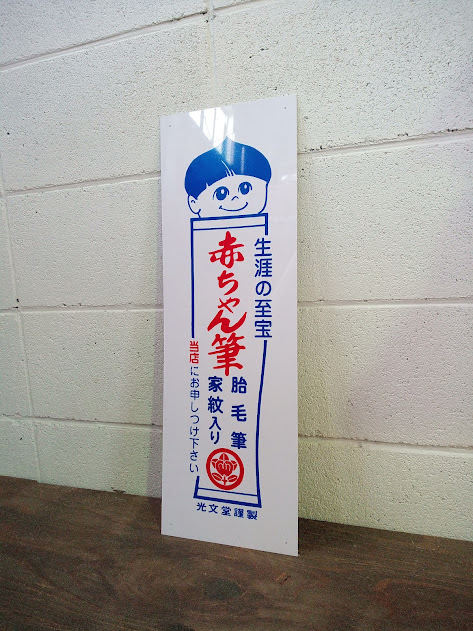 生涯の至宝
赤ちゃん筆
胎毛筆
家紋入り
当店にお申しつけ下さい
光文堂謹製